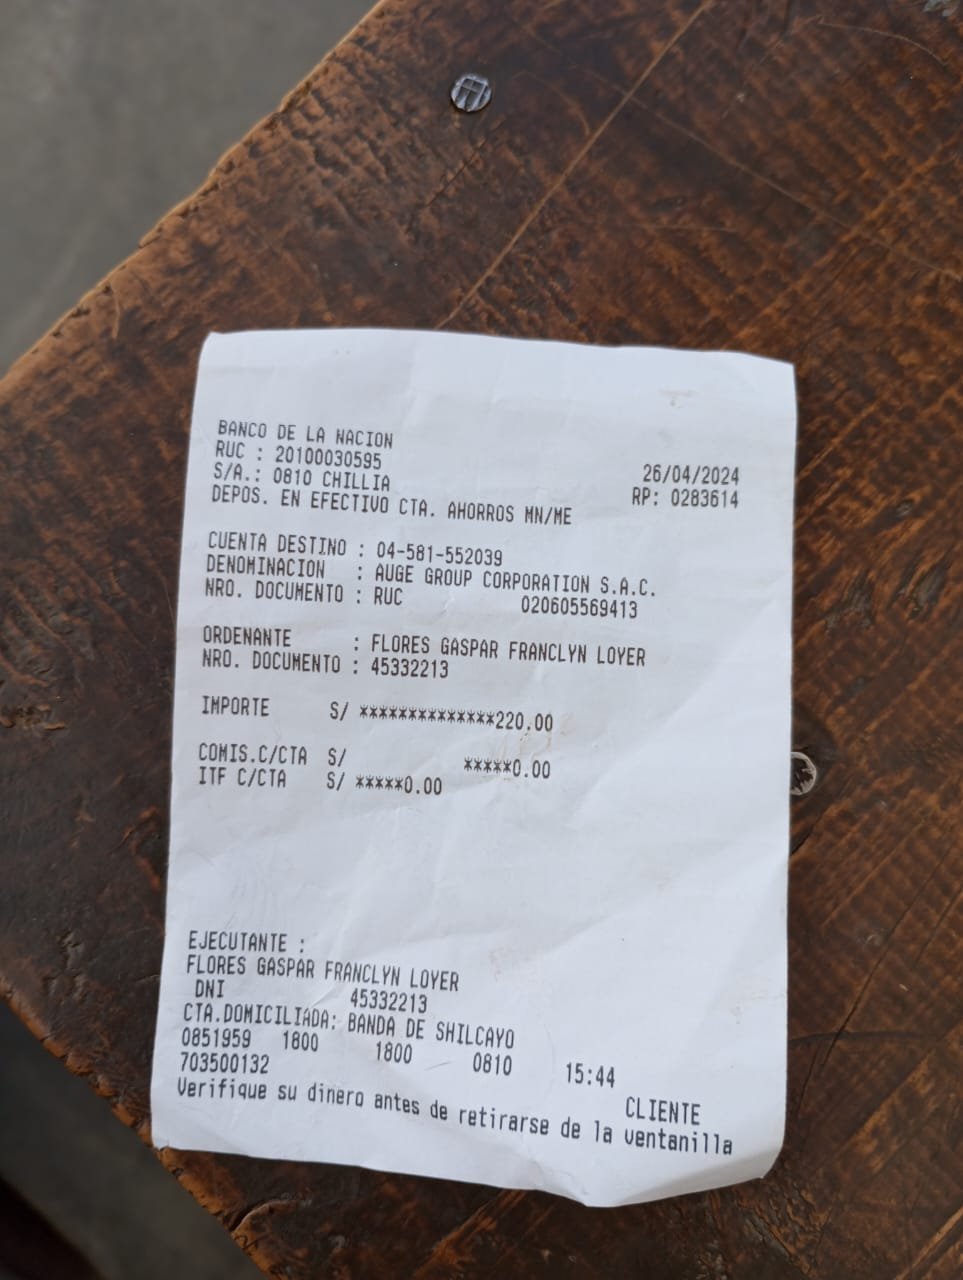 BANCO DE LA NACION
RUC : 20100030595
S/A.: 0810 CHILLIA 26/04/2024
DEPOS. EN EFECTIVO CTA. AHORROS MN/ME RP: 0283614
CUENTA DESTINO : 04-581-552039
DENOMINACION : AUGE GROUP CORPORATION S.A.C.
NRO. DOCUMENTO : RUC 020605569413
ORDENANTE : FLORES GASPAR FRANCLYN LOYER
NRO. DOCUMENTO : 45332213
IMPORTE S/ **************220.00
COMIS.C/CTA S/ *****0.00
ITF C/CTA S/ *****0.00
EJECUTANTE :
FLORES GASPAR FRANCLYN LOYER
DNI 45332213
CTA.DOMICILIADA: BANDA DE SHILCAYO
0851959 1800 1800 0810 15:44
703500132 CLIENTE
Verifique su dinero antes de retirarse de la ventanilla